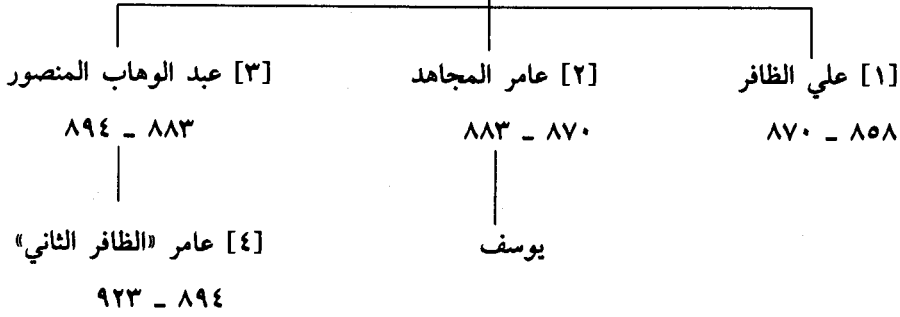 [١] علي الظافر [٢] عامر المجاهد [٣] عبد الوهاب المنصور
٨٥٨ ـ ٨٧٠ ٨٧٠ ـ ٨٨٣ ٨٨٣ ـ ٨٩٤
يوسف [٤] عامر «الظافر الثاني»
٨٩٤ ـ ٩٢٣